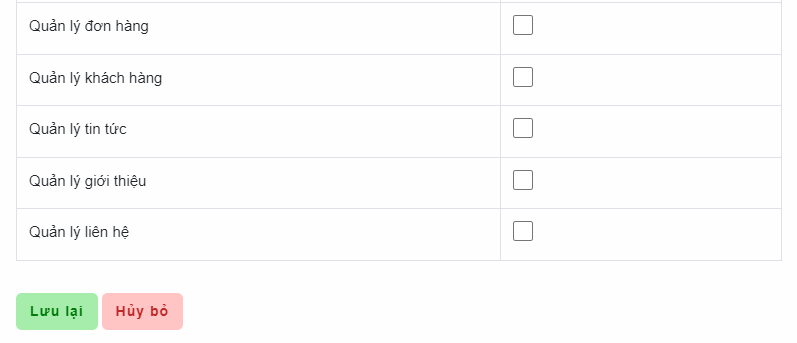 Quản lý đơn hàng
Quản lý khách hàng
Quản lý tin tức
Quản lý giới thiệu
Quản lý liên hệ
Lưu lại Hủy bỏ